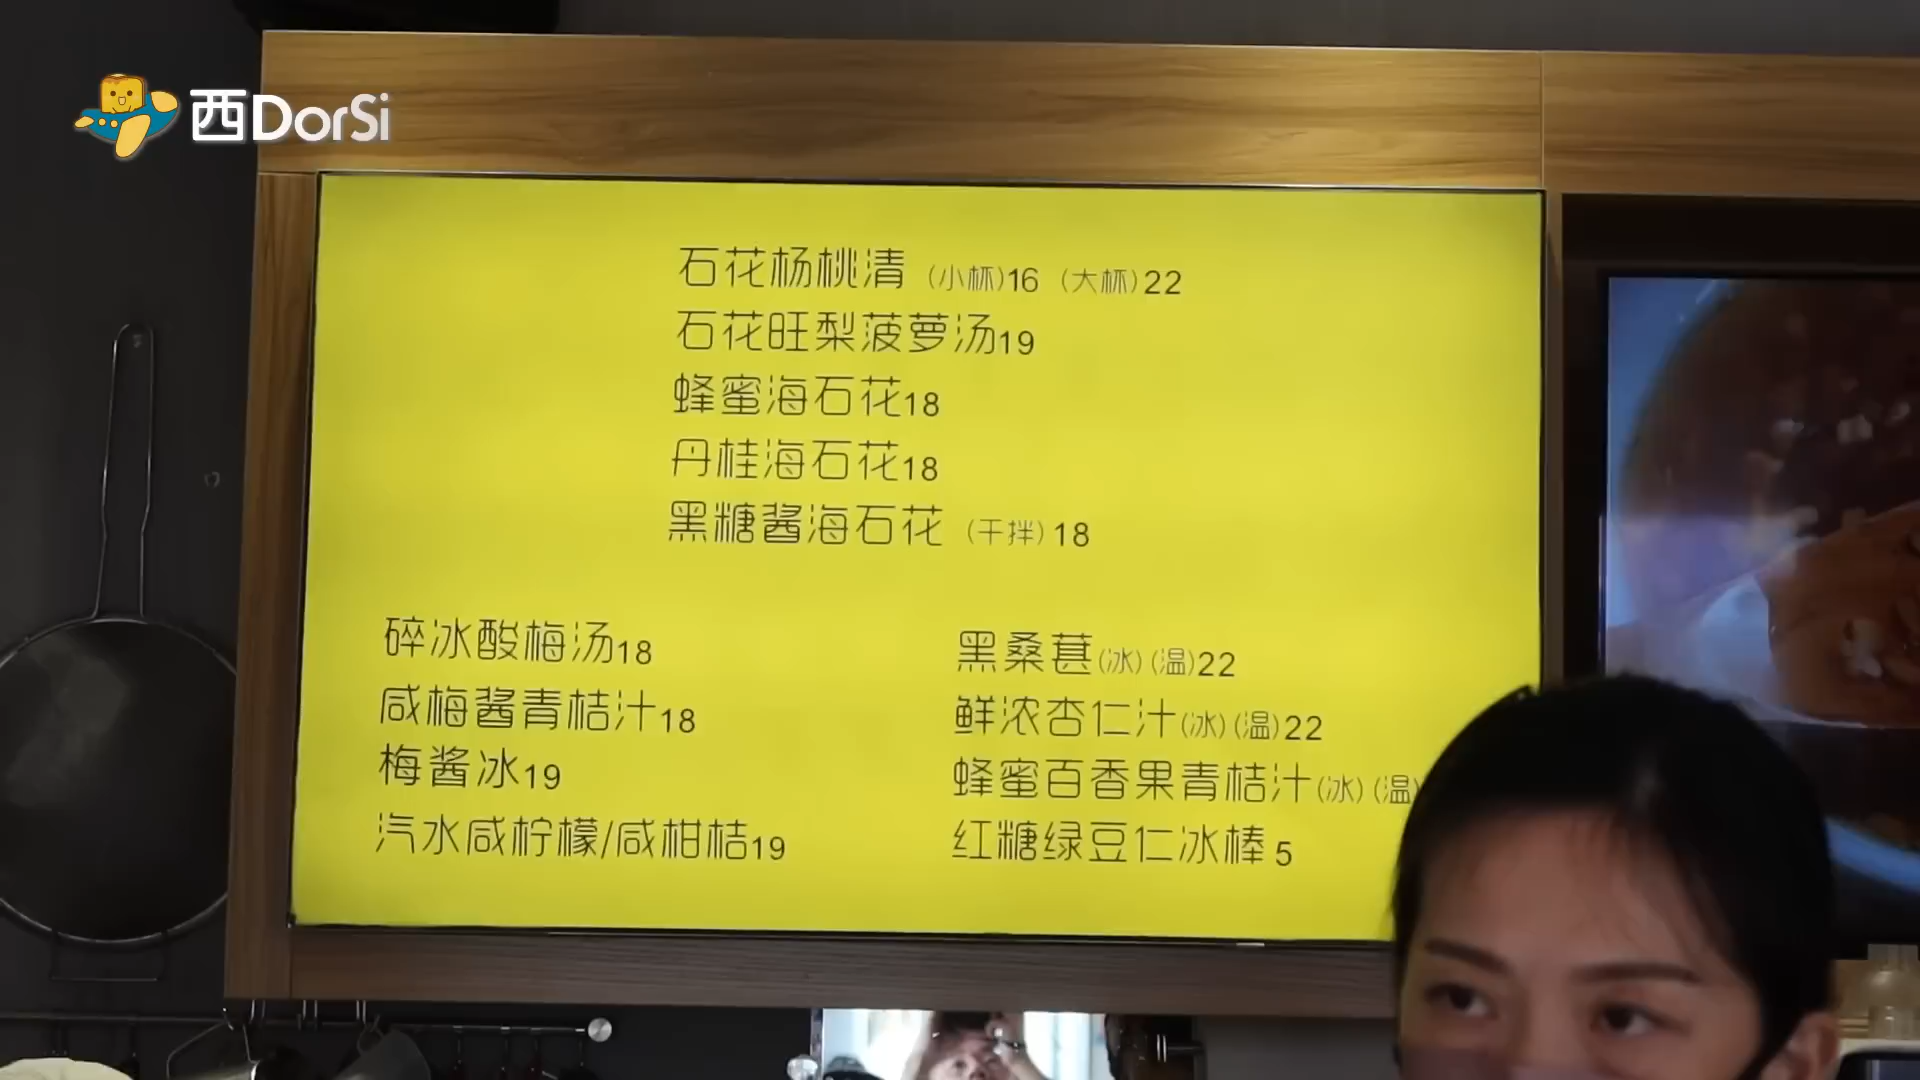 西DorSi
石花杨桃清 (小杯)16 (大杯)22
石花旺梨菠萝汤19
蜂蜜海石花18
丹桂海石花18
黑糖酱海石花 (干拌)18
碎冰酸梅汤18
咸梅酱青桔汁18
梅酱冰19
汽水咸柠檬/咸柑桔19
黑桑葚(冰)(温)22
鲜浓杏仁汁(冰)(温)22
蜂蜜百香果青桔汁(冰)(温)
红糖绿豆仁冰棒 5